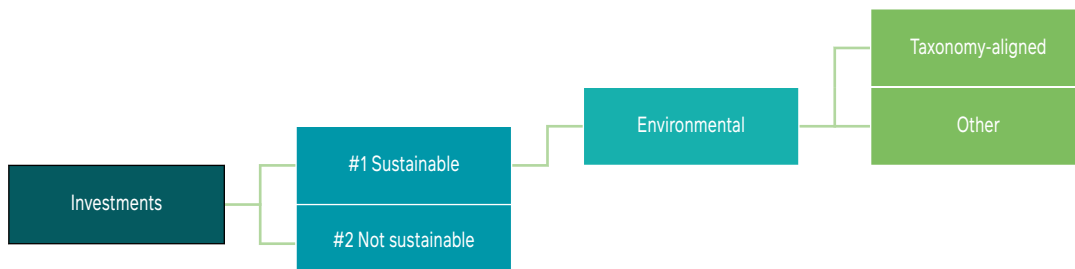 Taxonomy-aligned
Environmental
Other
#1 Sustainable
Investments
#2 Not sustainable